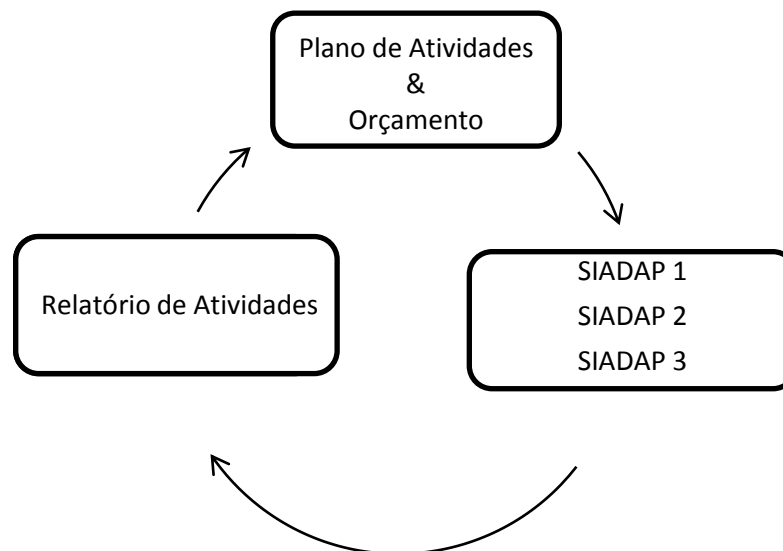 Plano de Atividades
&
Orçamento
Relatório de Atividades
SIADAP 1
SIADAP 2
SIADAP 3